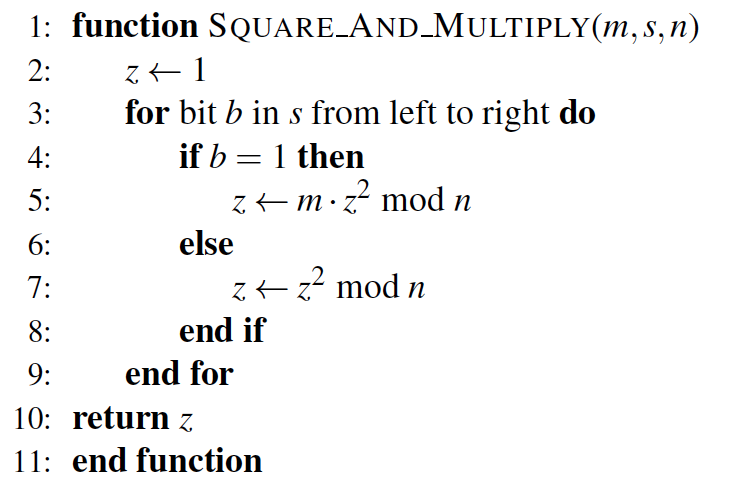 1: function SQUARE_AND_MULTIPLY(m, s, n)
2: z ← 1
3: for bit b in s from left to right do
4: if b = 1 then
5: z ← m · z² mod n
6: else
7: z ← z² mod n
8: end if
9: end for
10: return z
11: end function